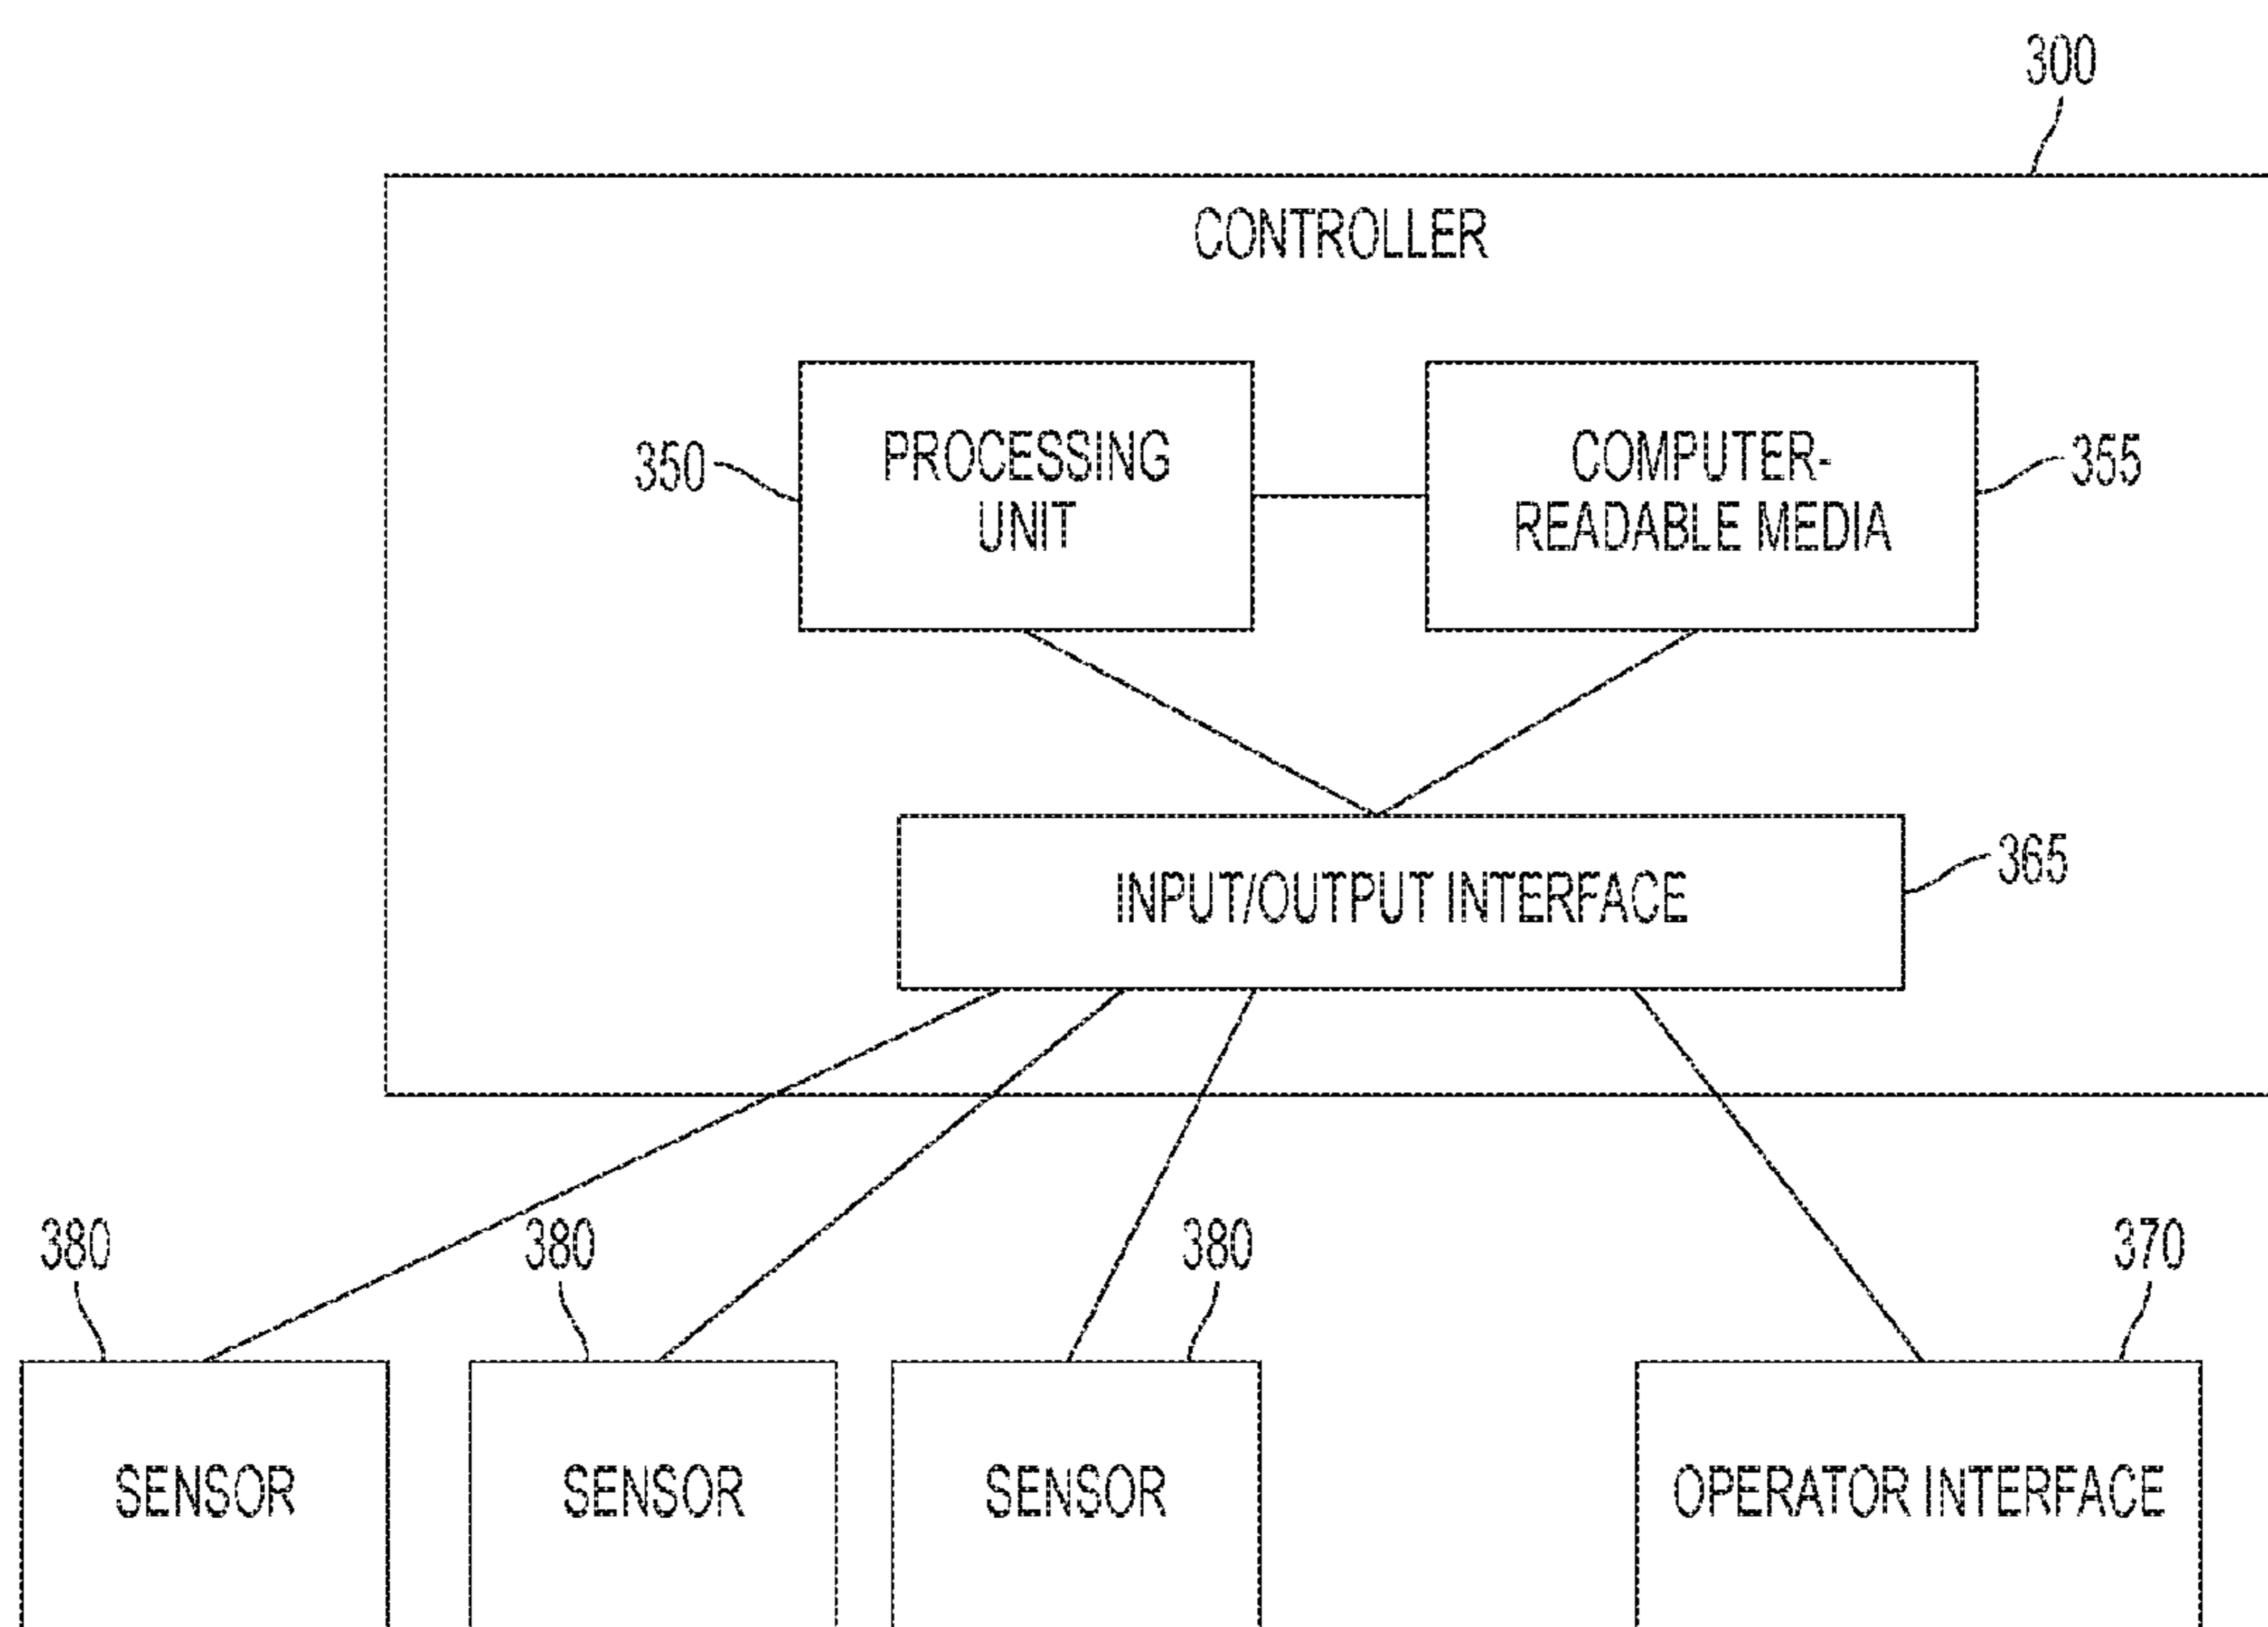 300
CONTROLLER
350
PROCESSING
UNIT
COMPUTER-
READABLE MEDIA
355
INPUT/OUTPUT INTERFACE
365
380
380
380
370
SENSOR
SENSOR
SENSOR
OPERATOR INTERFACE